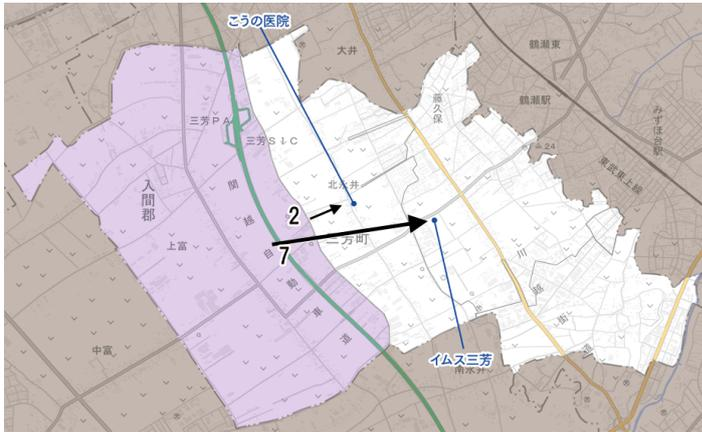 こうの医院
大井
鶴瀬東
藤久保
鶴瀬駅
みずほ台駅
三芳PA
三芳SIC
24
東武東上線
入間郡
北永井
2
関越自動車道
上富
三芳町
7
川越街道
中富
イムス三芳
南永井